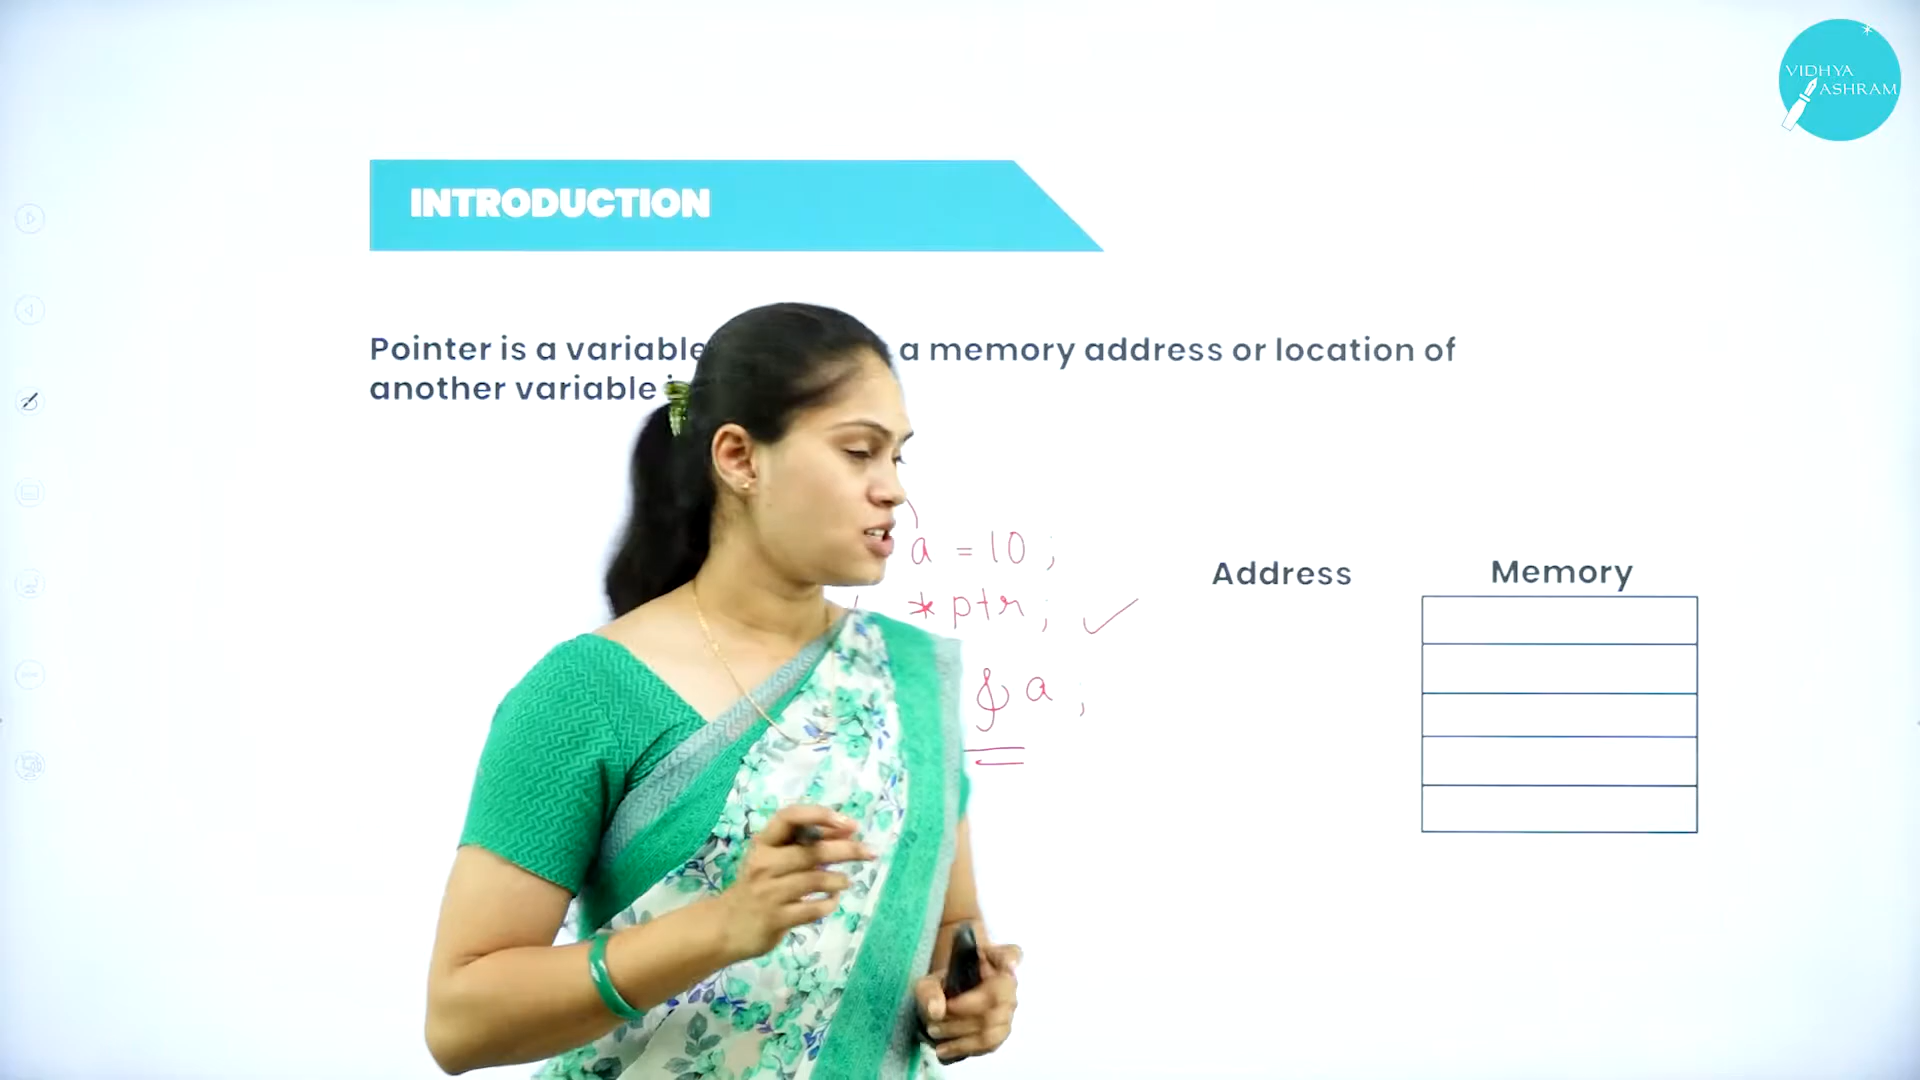 VIDHYA
ASHRAM
INTRODUCTION
Pointer is a variable a memory address or location of
another variable
a = 10 ;
* ptr ;
& a ;
Address Memory